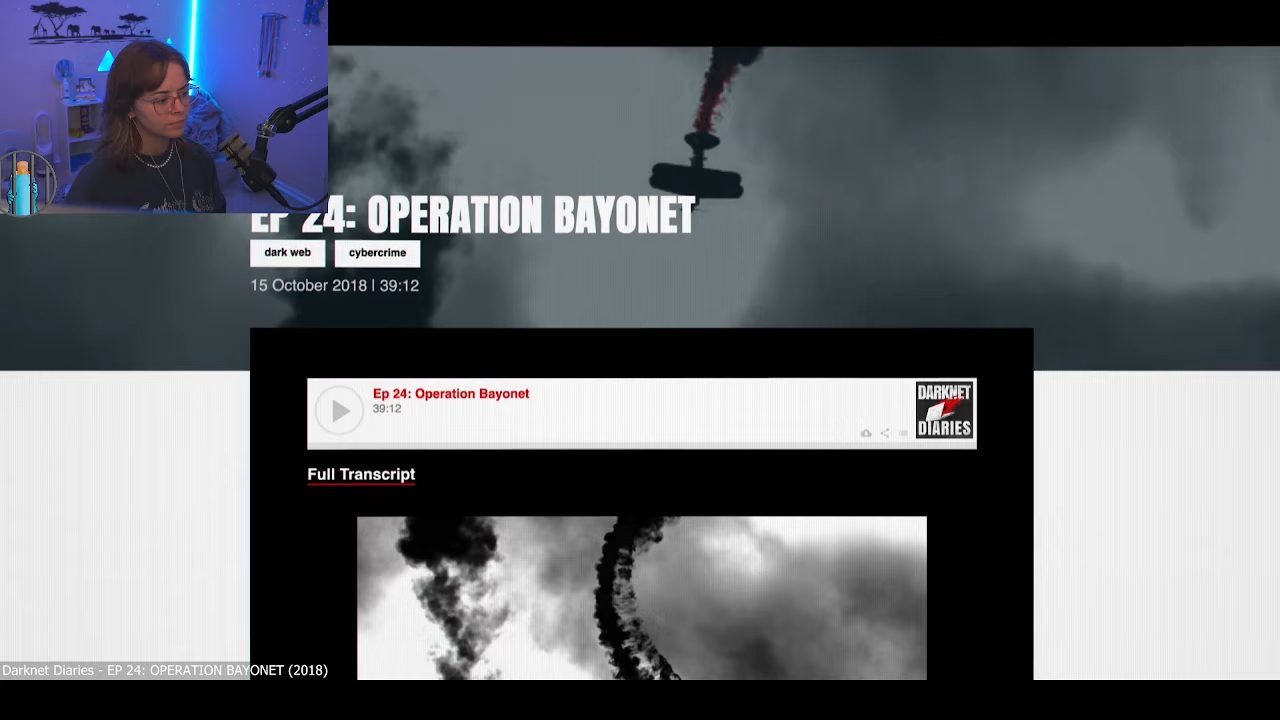 EP 24: OPERATION BAYONET
dark web
cybercrime
15 October 2018 | 39:12
Ep 24: Operation Bayonet
39:12
DARKNET
DIARIES
Full Transcript
Darknet Diaries - EP 24: OPERATION BAYONET (2018)